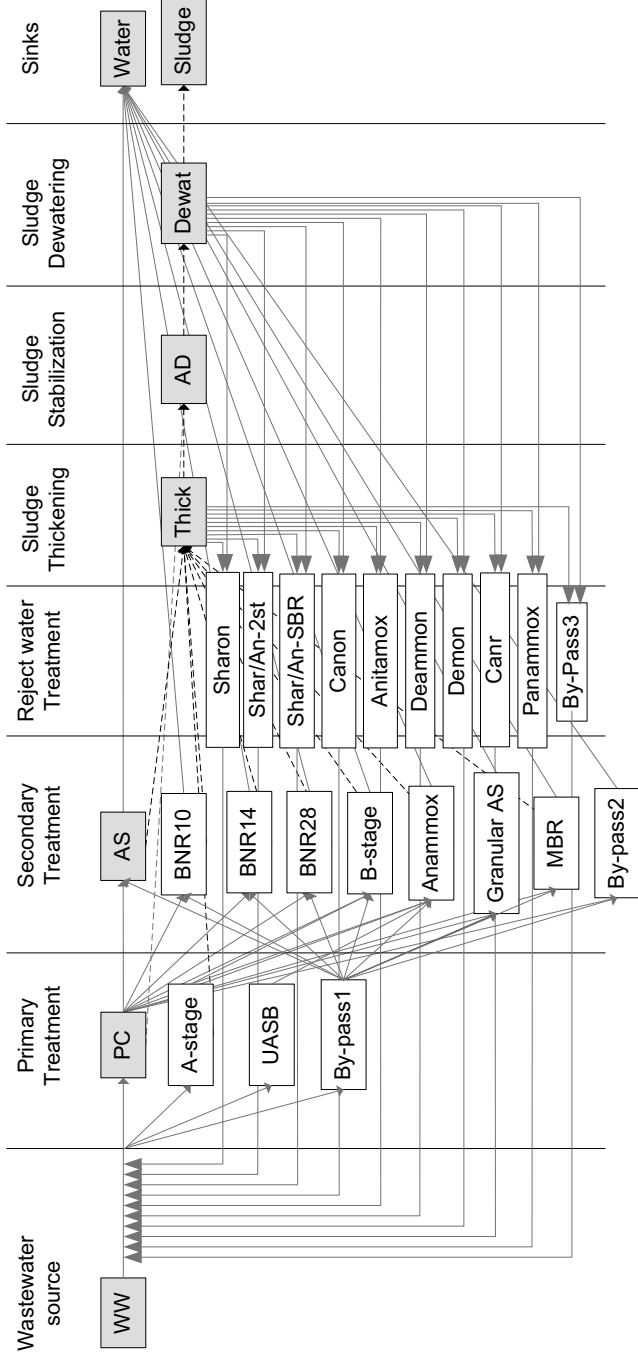 Wastewater
source
Primary
Treatment
Secondary
Treatment
Reject water
Treatment
Sludge
Thickening
Sludge
Stabilization
Sludge
Dewatering
Sinks
WW
PC
A-stage
UASB
By-pass1
AS
BNR10
BNR14
BNR28
B-stage
Anammox
Granular AS
MBR
By-pass2
Sharon
Shar/An-2st
Shar/An-SBR
Canon
Anitamox
Deammon
Demon
Canr
Panammox
By-Pass3
Thick
AD
Dewat
Water
Sludge